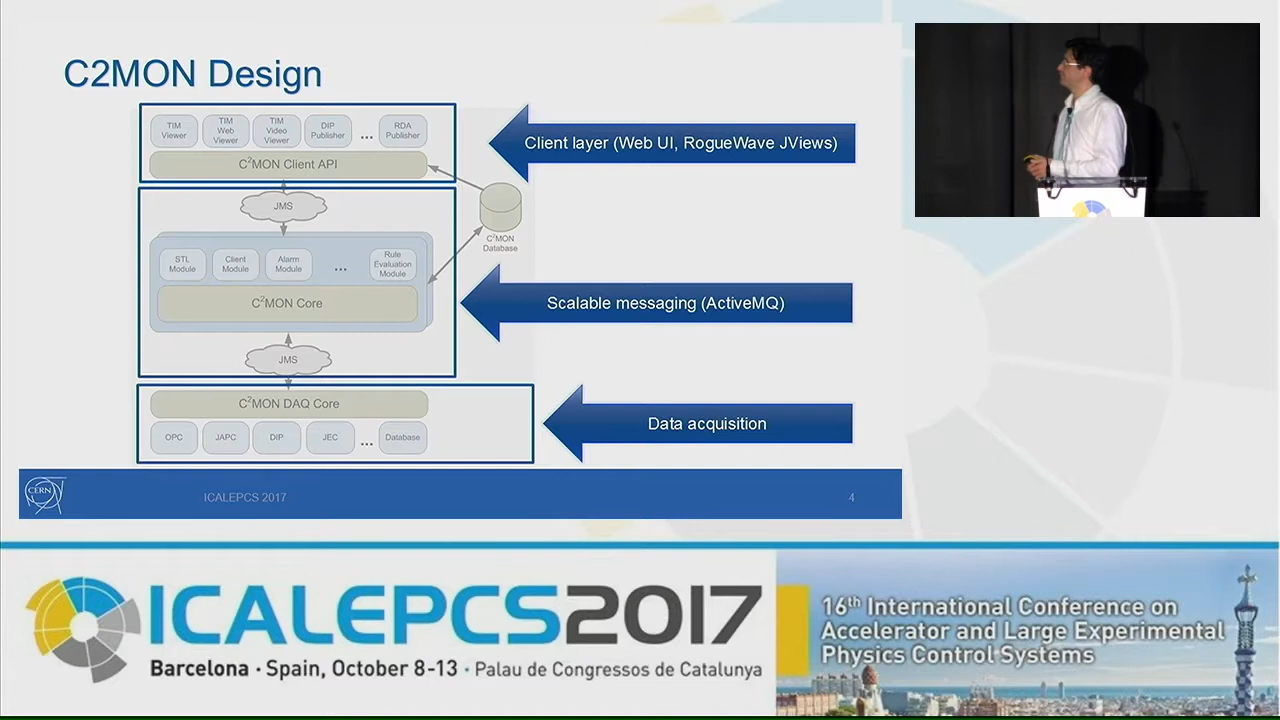 C2MON Design
TIM
Viewer
TIM
Web
Viewer
TIM
Video
Viewer
DIP
Publisher
...
RDA
Publisher
C²MON Client API
Client layer (Web UI, RogueWave JViews)
JMS
C²MON
Database
STL
Module
Client
Module
Alarm
Module
...
Rule
Evaluation
Module
C²MON Core
Scalable messaging (ActiveMQ)
JMS
C²MON DAQ Core
OPC
JAPC
DIP
JEC
...
Database
Data acquisition
CERN
ICALEPCS 2017
4
ICALEPCS2017
Barcelona · Spain, October 8-13 · Palau de Congressos de Catalunya
16th International Conference on
Accelerator and Large Experimental
Physics Control Systems